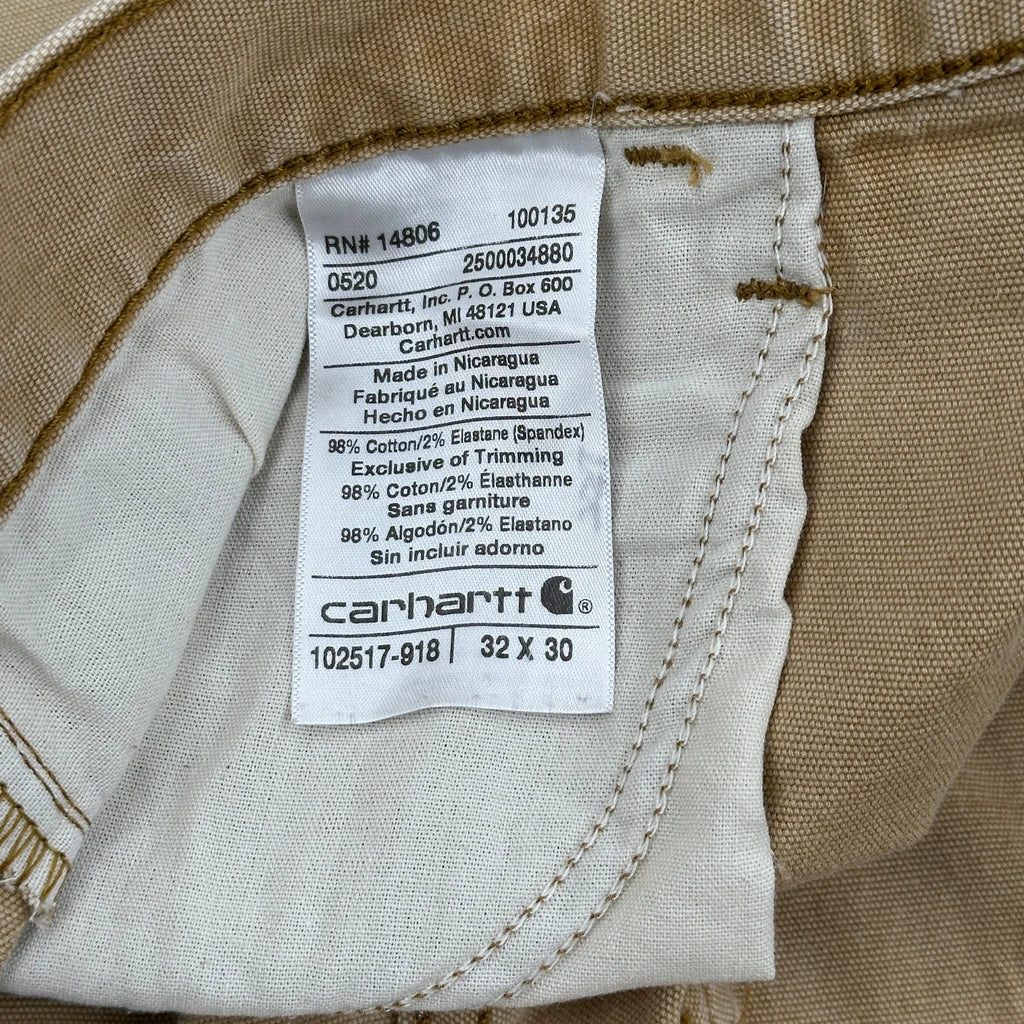 RN# 14806 100135
0520 2500034880
Carhartt, Inc. P. O. Box 600
Dearborn, MI 48121 USA
Carhartt.com
Made in Nicaragua
Fabriqué au Nicaragua
Hecho en Nicaragua
98% Cotton/2% Elastane (Spandex)
Exclusive of Trimming
98% Coton/2% Élasthanne
Sans garniture
98% Algodón/2% Elastano
Sin incluir adorno
carhartt ®
102517-918 | 32 X 30